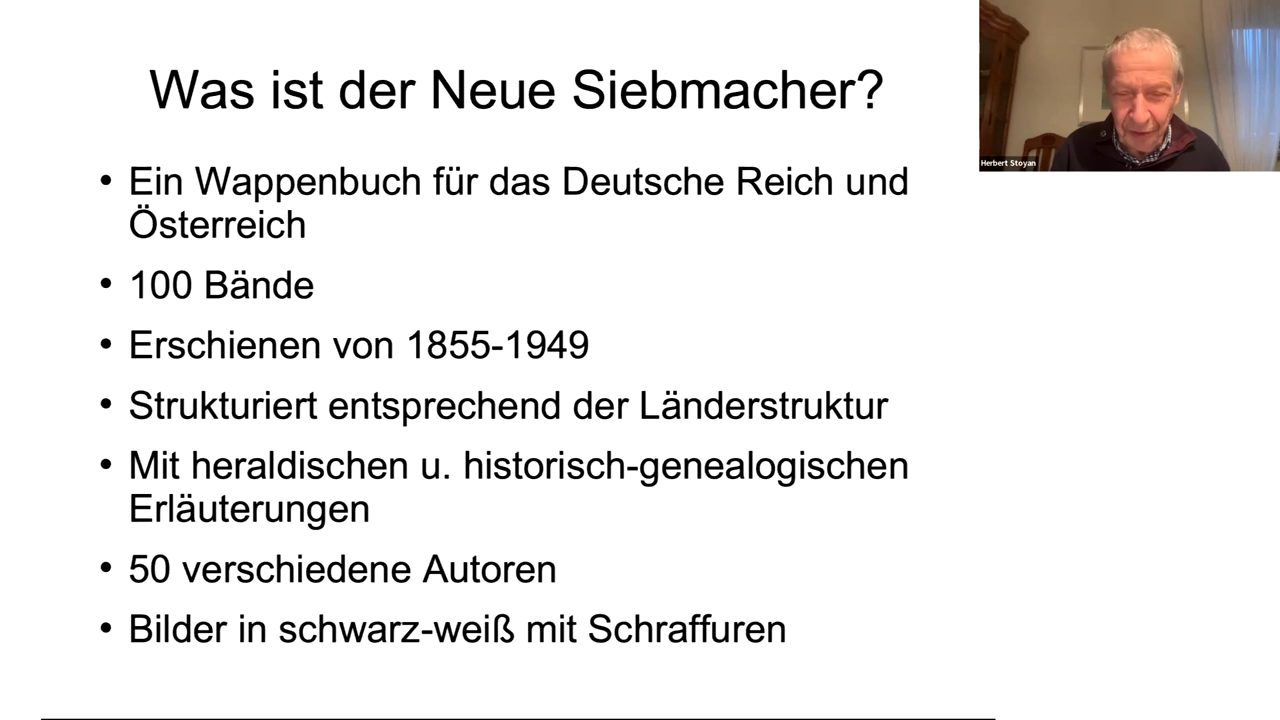 Was ist der Neue Siebmacher?
• Ein Wappenbuch für das Deutsche Reich und
Österreich
• 100 Bände
• Erschienen von 1855-1949
• Strukturiert entsprechend der Länderstruktur
• Mit heraldischen u. historisch-genealogischen
Erläuterungen
• 50 verschiedene Autoren
• Bilder in schwarz-weiß mit Schraffuren
Herbert Stoyan